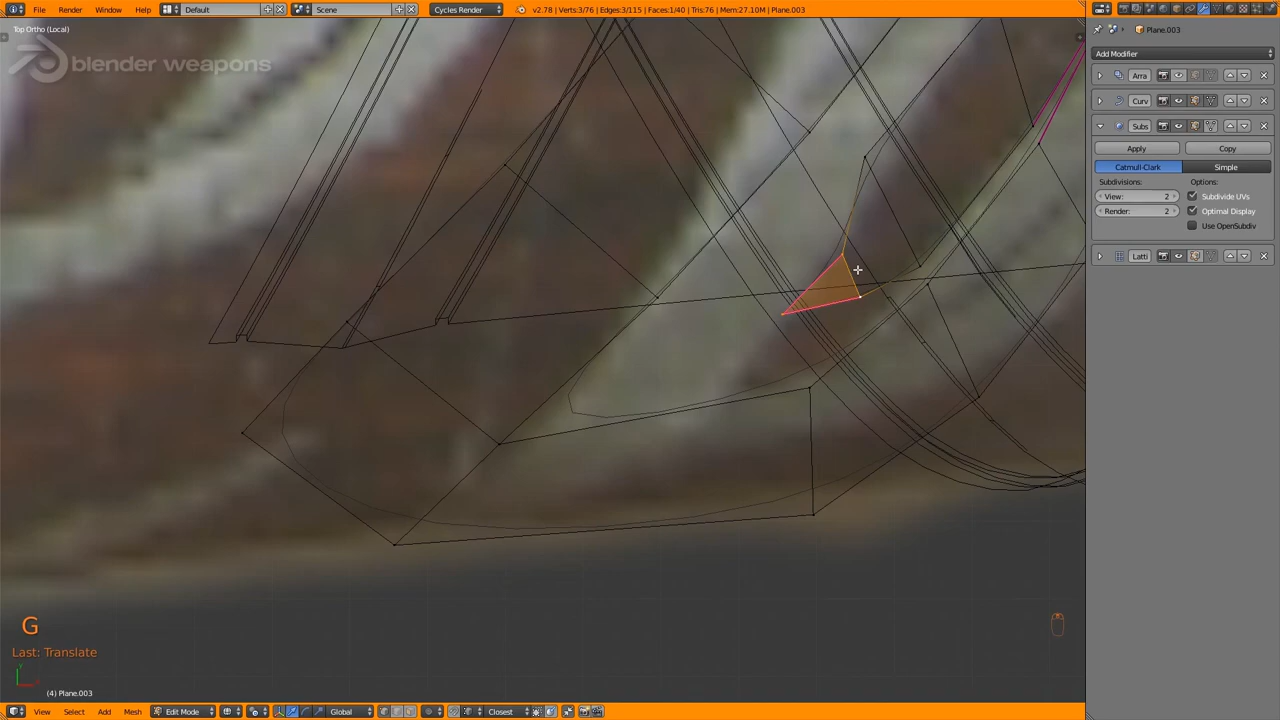 File Render Window Help Default Scene Cycles Render v2.78 | Verts:3/76 | Edges:3/115 | Faces:1/40 | Tris:76 | Mem:27.10M | Plane.003
Top Ortho (Local)
blender weapons
Plane.003
Add Modifier
Arra
Curv
Subs
Apply Copy
Catmull-Clark Simple
Subdivisions: Options:
View: 2 Subdivide UVs
Render: 2 Optimal Display
Use OpenSubdiv
Latti
G
Last: Translate
(4) Plane.003
View Select Add Mesh Edit Mode Global Closest